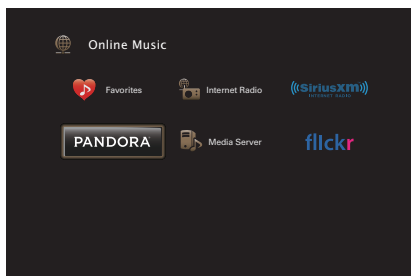 Online Music
Favorites
Internet Radio
((SiriusXM))
INTERNET RADIO
PANDORA
Media Server
flickr